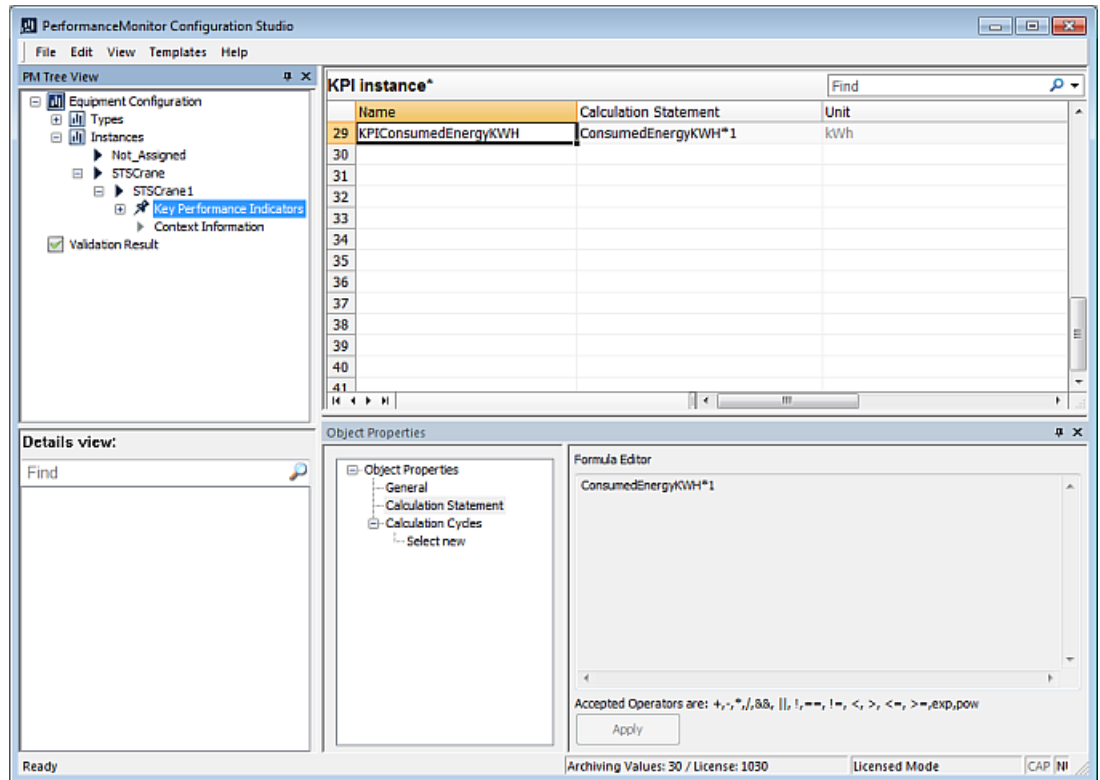 PerformanceMonitor Configuration Studio
File Edit View Templates Help
PM Tree View
Equipment Configuration
Types
Instances
Not_Assigned
STSCrane
STSCrane1
Key Performance Indicators
Context Information
Validation Result
KPI instance*
Find
Name Calculation Statement Unit
29 KPIConsumedEnergyKWH ConsumedEnergyKWH*1 kWh
30
31
32
33
34
35
36
37
38
39
40
41
Details view:
Find
Object Properties
Object Properties
General
Calculation Statement
Calculation Cycles
Select new
Formula Editor
ConsumedEnergyKWH*1
Accepted Operators are: +,-,*,/,&&, ||, !,==, !=, <, >, <=, >=,exp,pow
Apply
Ready
Archiving Values: 30 / License: 1030
Licensed Mode
CAP